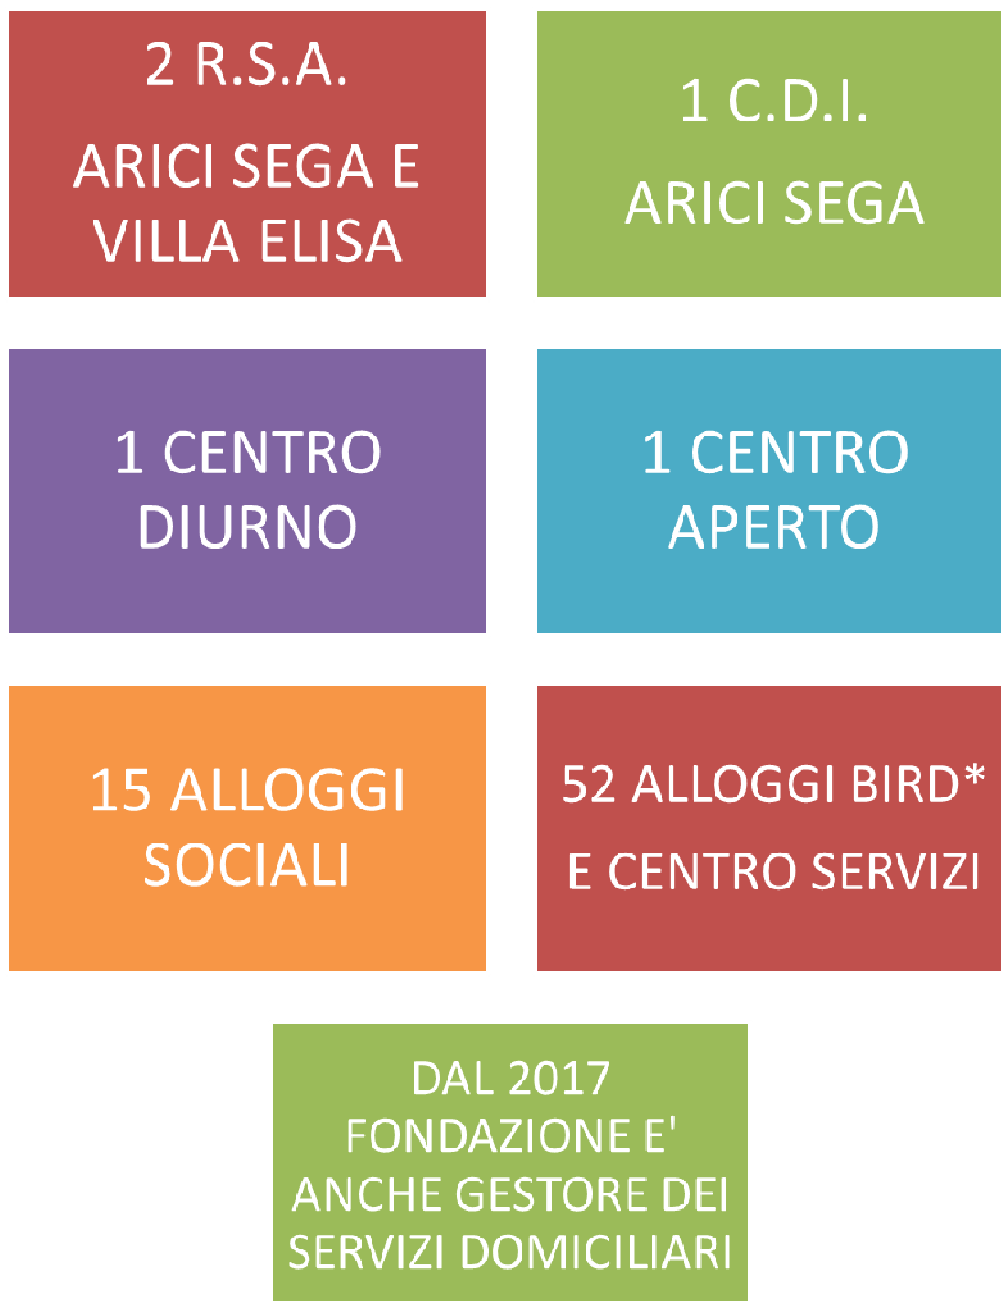 2 R.S.A.
ARICI SEGA E
VILLA ELISA
1 C.D.I.
ARICI SEGA
1 CENTRO
DIURNO
1 CENTRO
APERTO
15 ALLOGGI
SOCIALI
52 ALLOGGI BIRD*
E CENTRO SERVIZI
DAL 2017
FONDAZIONE E'
ANCHE GESTORE DEI
SERVIZI DOMICILIARI